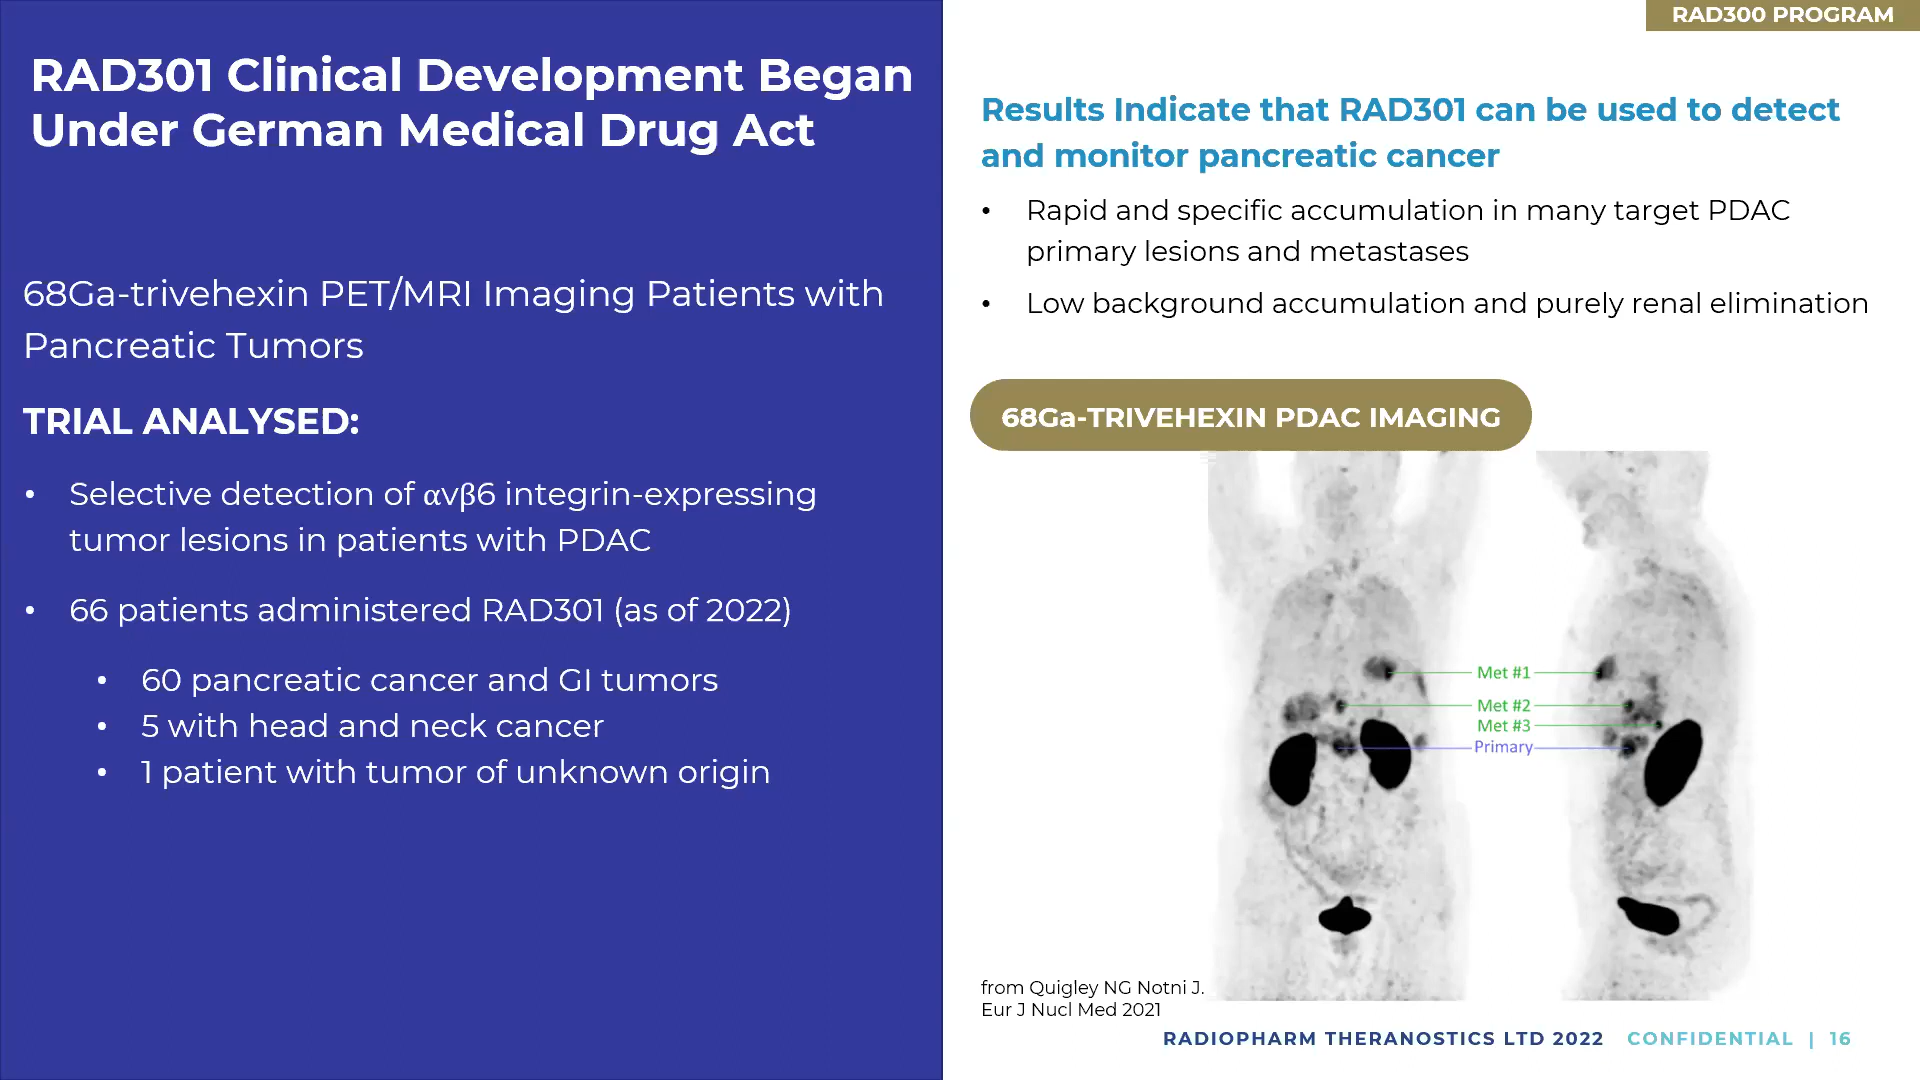 RAD300 PROGRAM
RAD301 Clinical Development Began
Under German Medical Drug Act
68Ga-trivehexin PET/MRI Imaging Patients with
Pancreatic Tumors
TRIAL ANALYSED:
• Selective detection of αvβ6 integrin-expressing
tumor lesions in patients with PDAC
• 66 patients administered RAD301 (as of 2022)
• 60 pancreatic cancer and GI tumors
• 5 with head and neck cancer
• 1 patient with tumor of unknown origin
Results Indicate that RAD301 can be used to detect
and monitor pancreatic cancer
• Rapid and specific accumulation in many target PDAC
primary lesions and metastases
• Low background accumulation and purely renal elimination
68Ga-TRIVEHEXIN PDAC IMAGING
Met #1
Met #2
Met #3
Primary
from Quigley NG Notni J.
Eur J Nucl Med 2021
RADIOPHARM THERANOSTICS LTD 2022 CONFIDENTIAL | 16